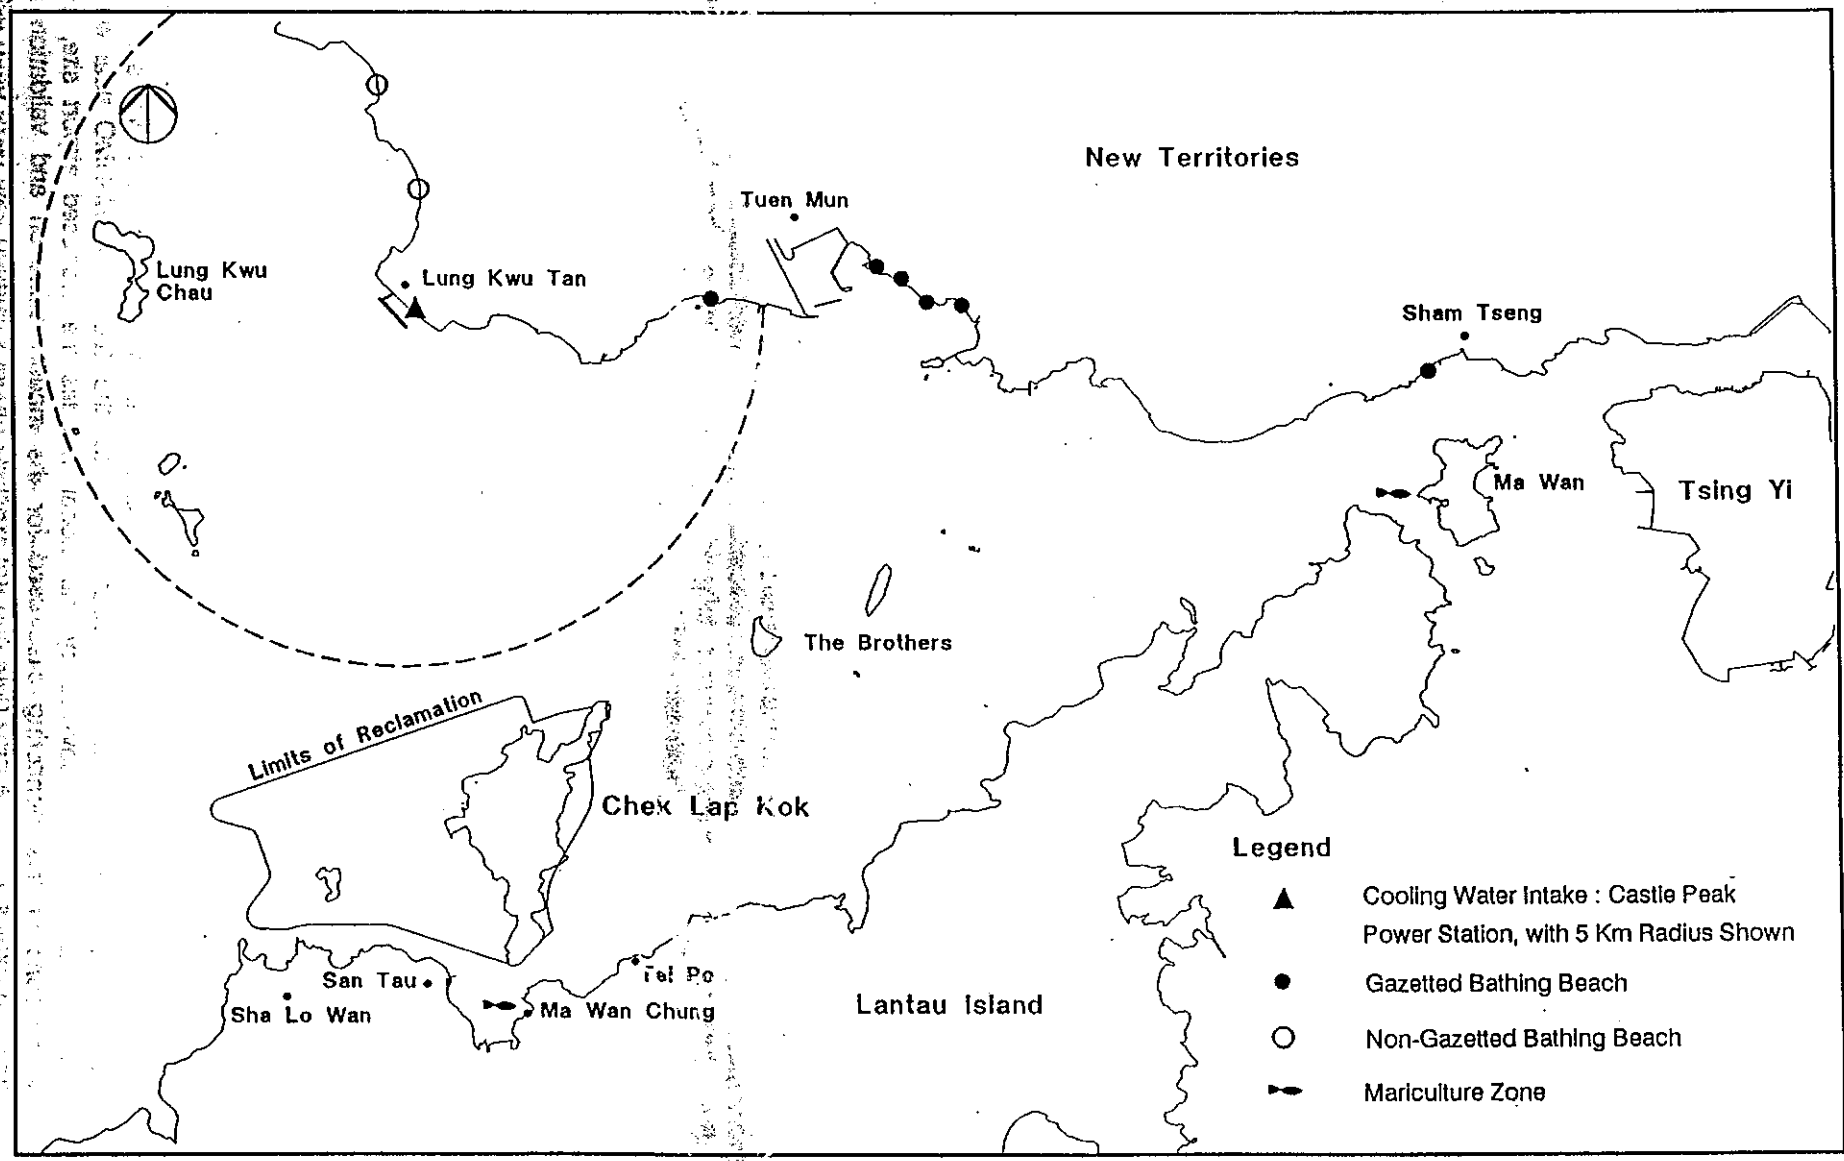 New Territories
Tuen Mun
Lung Kwu
Chau
Lung Kwu Tan
Sham Tseng
Ma Wan
Tsing Yi
The Brothers
Limits of Reclamation
Chek Lap Kok
Legend
Cooling Water Intake : Castle Peak
Power Station, with 5 Km Radius Shown
Gazetted Bathing Beach
Non-Gazetted Bathing Beach
Mariculture Zone
San Tau
Tai Po
Sha Lo Wan
Ma Wan Chung
Lantau Island